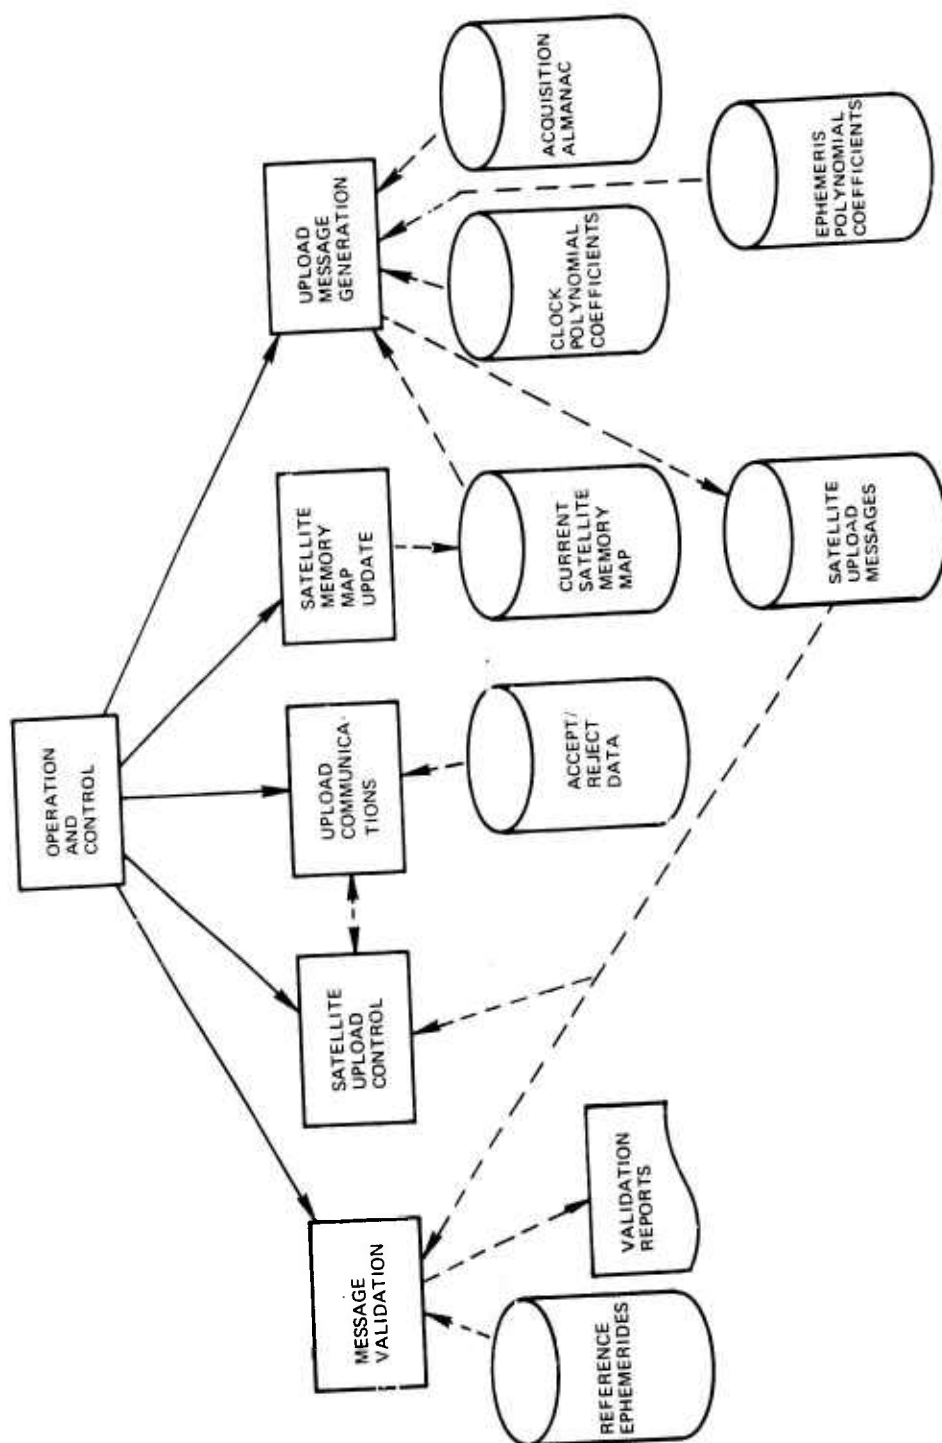 OPERATION
AND
CONTROL
MESSAGE
VALIDATION
SATELLITE
UPLOAD
CONTROL
UPLOAD
COMMUNICA-
TIONS
SATELLITE
MEMORY
MAP
UPDATE
UPLOAD
MESSAGE
GENERATION
REFERENCE
EPHEMERIDES
VALIDATION
REPORTS
ACCEPT/
REJECT
DATA
CURRENT
SATELLITE
MEMORY
MAP
CLOCK
POLYNOMIAL
COEFFICIENTS
ACQUISITION
ALMANAC
SATELLITE
UPLOAD
MESSAGES
EPHEMERIS
POLYNOMIAL
COEFFICIENTS